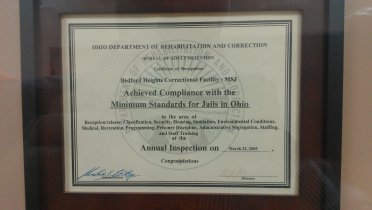 OHIO DEPARTMENT OF REHABILITATION AND CORRECTION
BUREAU OF ADULT DETENTION
Certificate of Recognition
Bedford Heights Correctional Facility - MSJ
Achieved Compliance with the
Minimum Standards for Jails in Ohio
in the area of
Reception/release, Classification, Security, Housing, Sanitation, Environmental Conditions,
Medical, Recreation/Programming, Prisoner Discipline, Administrative Segregation, Staffing,
and Staff Training
at the
Annual Inspection on March 22, 2005 .
Congratulations